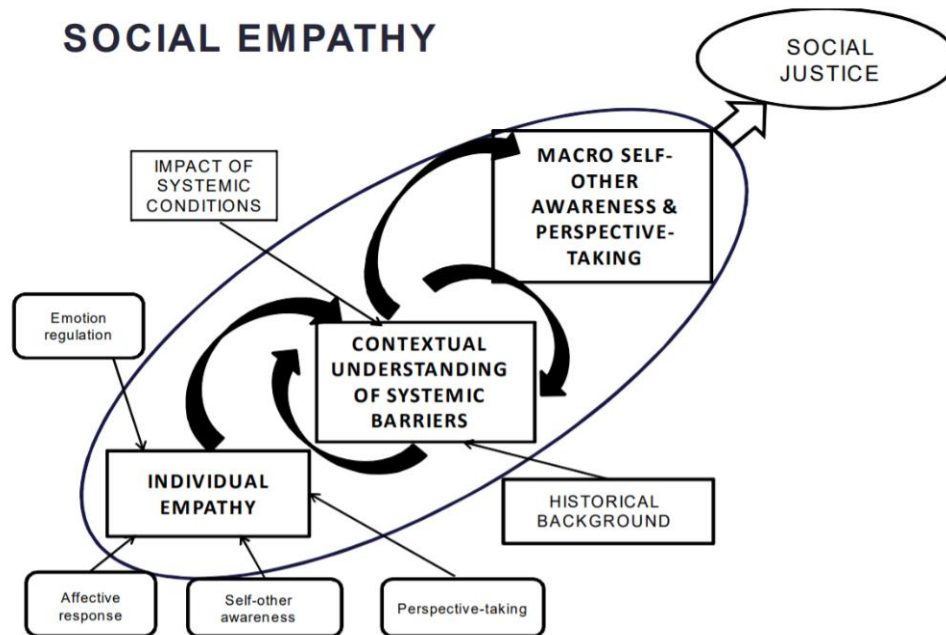 SOCIAL EMPATHY
SOCIAL
JUSTICE
MACRO SELF-
OTHER
AWARENESS &
PERSPECTIVE-
TAKING
IMPACT OF
SYSTEMIC
CONDITIONS
Emotion
regulation
CONTEXTUAL
UNDERSTANDING
OF SYSTEMIC
BARRIERS
INDIVIDUAL
EMPATHY
HISTORICAL
BACKGROUND
Affective
response
Self-other
awareness
Perspective-taking